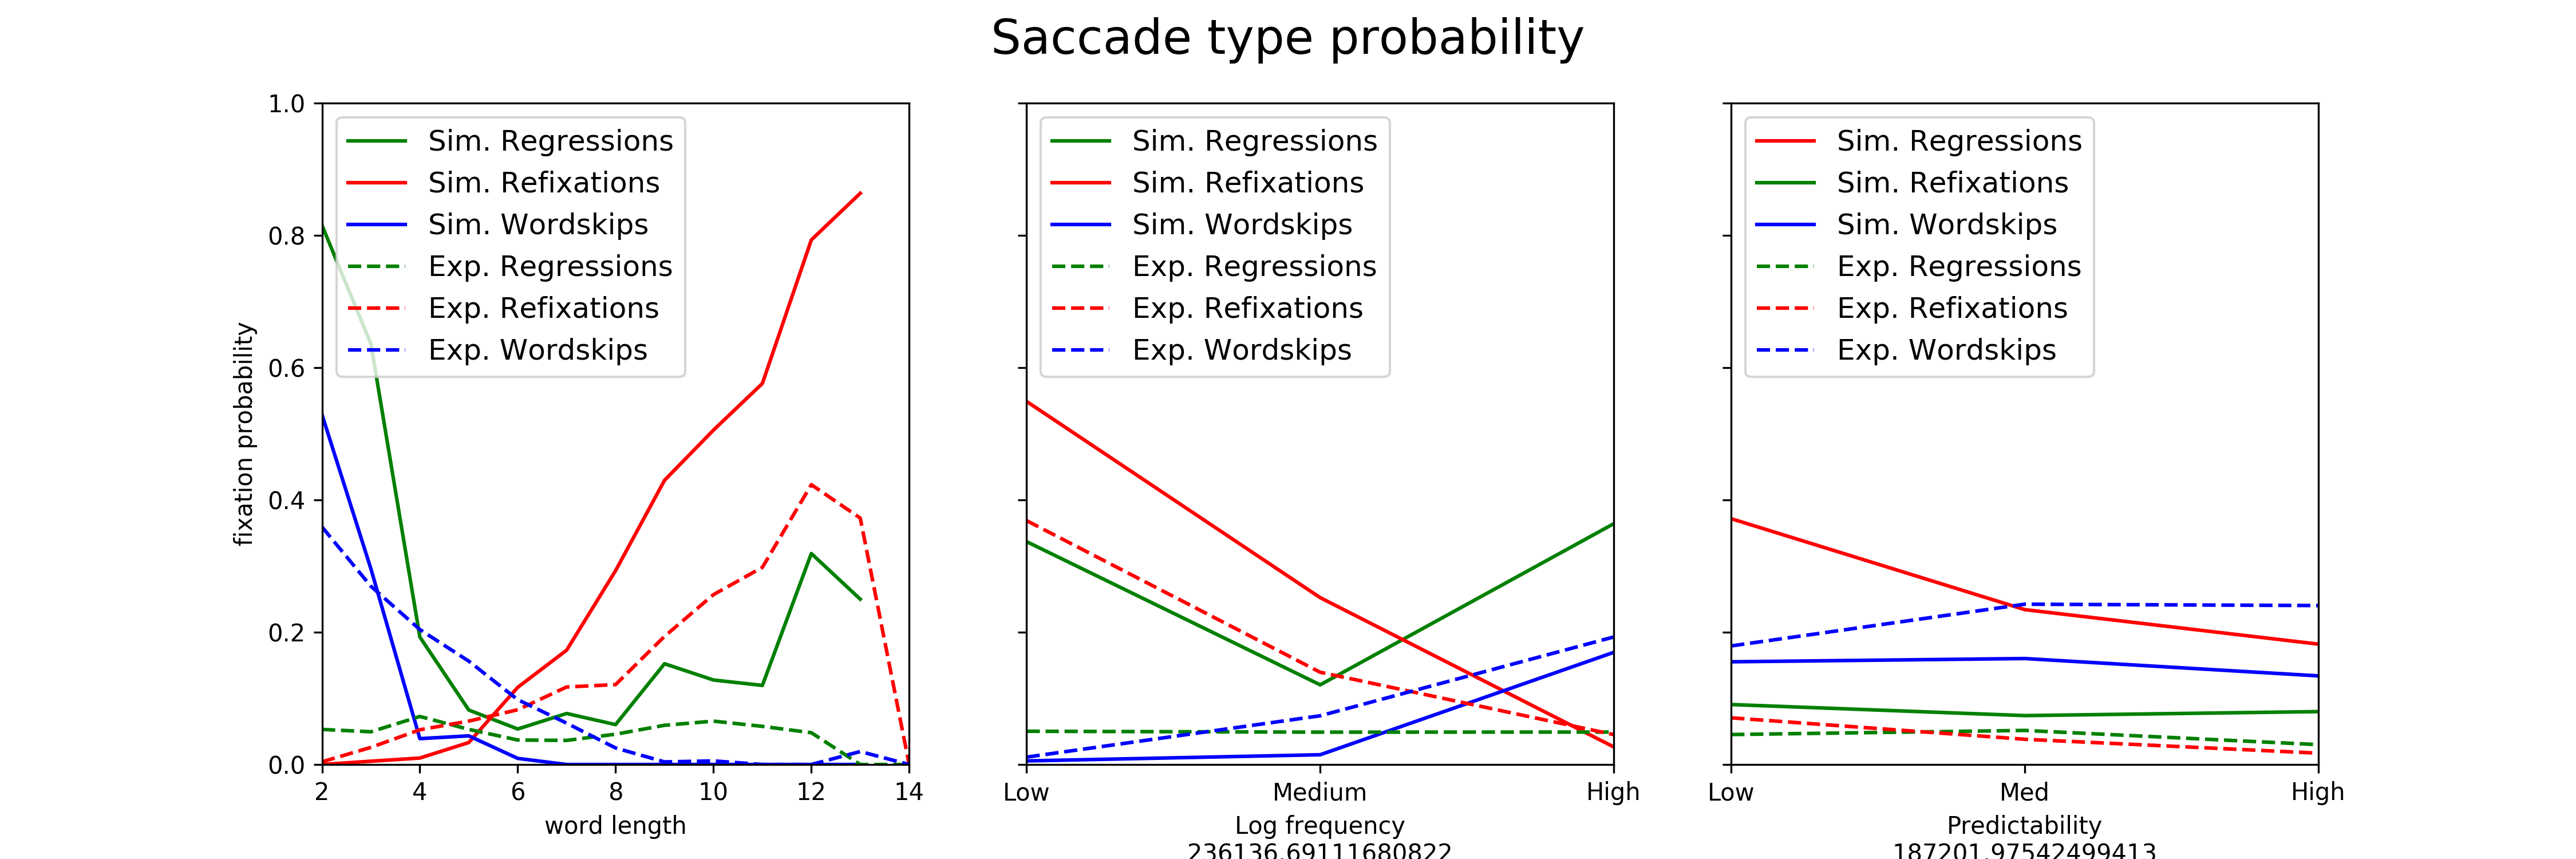 Saccade type probability
1.0
0.8
0.6
0.4
0.2
0.0
fixation probability
Sim. Regressions
Sim. Refixations
Sim. Wordskips
Exp. Regressions
Exp. Refixations
Exp. Wordskips
2 4 6 8 10 12 14
word length
Sim. Regressions
Sim. Refixations
Sim. Wordskips
Exp. Regressions
Exp. Refixations
Exp. Wordskips
Low Medium High
Log frequency
236136.69111680822
Sim. Regressions
Sim. Refixations
Sim. Wordskips
Exp. Regressions
Exp. Refixations
Exp. Wordskips
Low Med High
Predictability
187201.97542499413